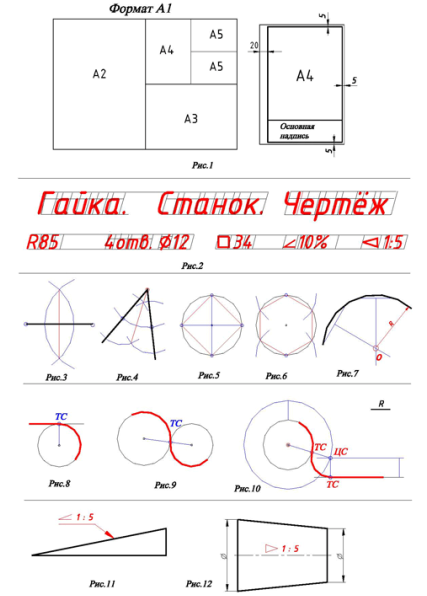 Формат А1
А2
А4
А5
А5
А3
5
20
А4
5
Основная
надпись
5
Рис.1
Гайка. Станок. Чертёж
R85 4отв. ⌀12 □34 ∠10% ◁1:5
Рис.2
Рис.3
Рис.4
Рис.5
Рис.6
R
О
Рис.7
ТС
Рис.8
ТС
Рис.9
R
ТС
ЦС
ТС
Рис.10
∠ 1:5
Рис.11
⌀
▷ 1:5
⌀
Рис.12